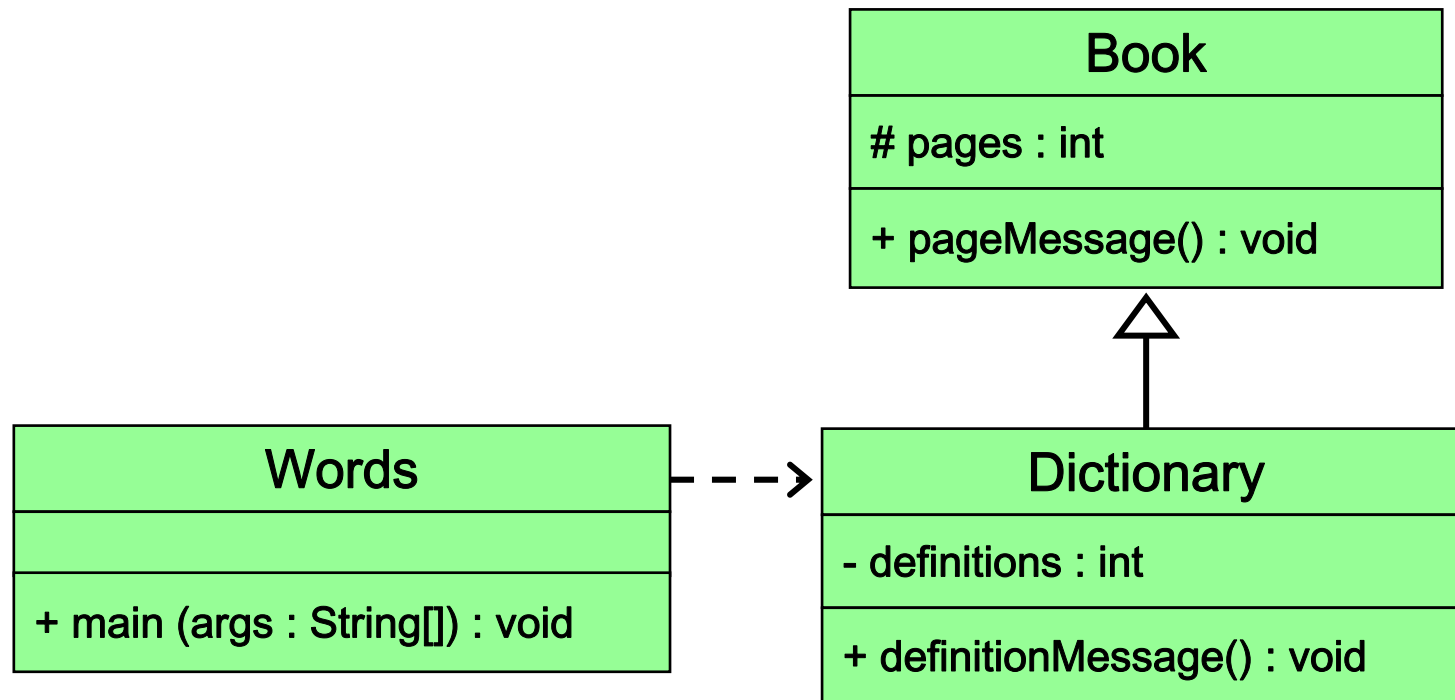 Book
# pages : int
+ pageMessage() : void
Words
+ main (args : String[]) : void
Dictionary
- definitions : int
+ definitionMessage() : void